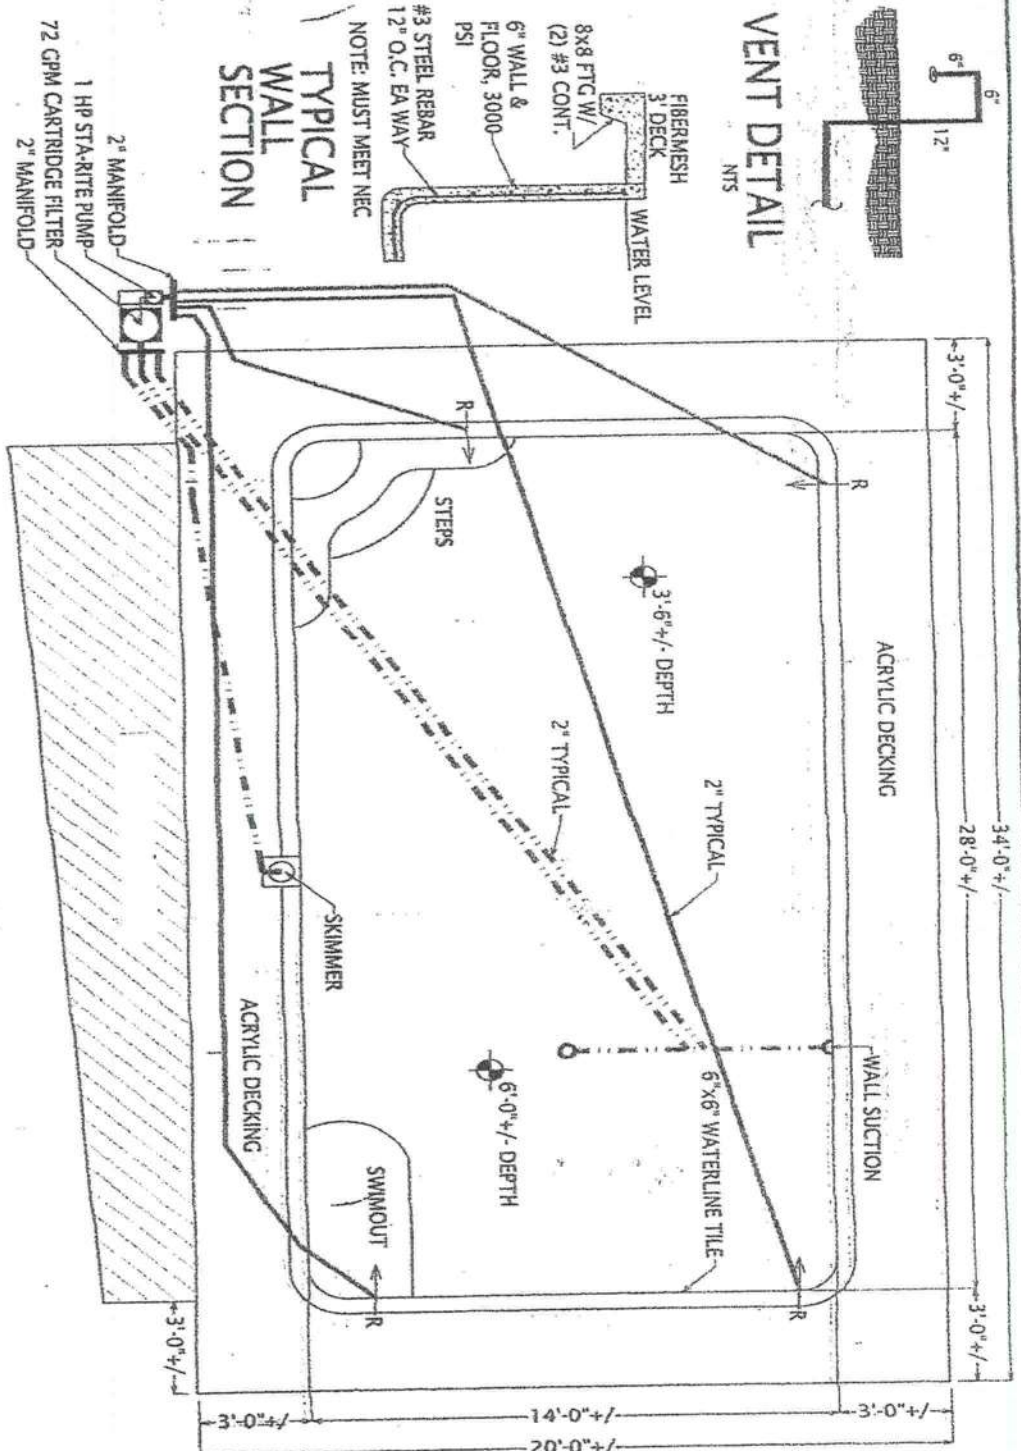 6"
6"
12"
VENT DETAIL
NTS
FIBERMESH
3' DECK
8x8 FTG W/
(2) #3 CONT.
6" WALL &
FLOOR, 3000
PSI
#3 STEEL REBAR
12" O.C. EA WAY
NOTE: MUST MEET NEC
WATER LEVEL
TYPICAL
WALL
SECTION
2" MANIFOLD
1 HP STA-RITE PUMP
72 GPM CARTRIDGE FILTER
2" MANIFOLD
34'-0"+/-
28'-0"+/-
3'-0"+/-
3'-0"+/-
ACRYLIC DECKING
R
R
STEPS
3'-6"+/- DEPTH
2" TYPICAL
2" TYPICAL
WALL SUCTION
6"x6" WATERLINE TILE
6'-0"+/- DEPTH
SKIMMER
ACRYLIC DECKING
SWIMOUT
R
R
3'-0"+/-
3'-0"+/-
14'-0"+/-
3'-0"+/-
20'-0"+/-